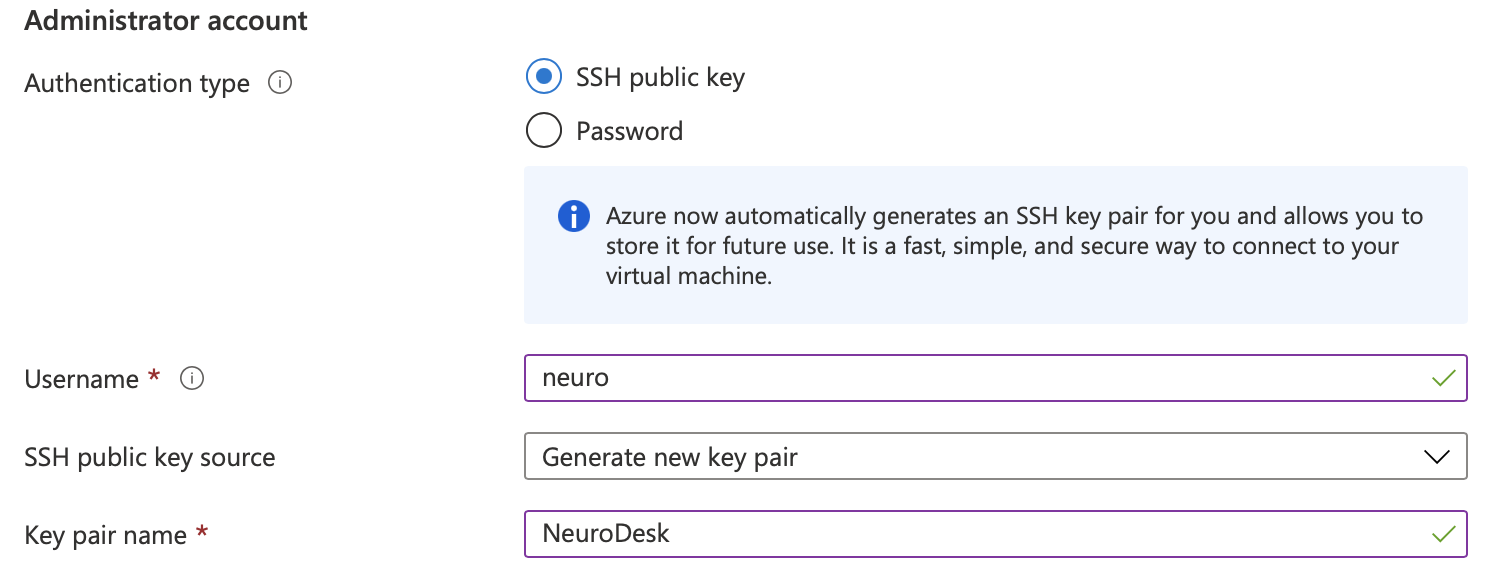 Administrator account
Authentication type
SSH public key
Password
Azure now automatically generates an SSH key pair for you and allows you to
store it for future use. It is a fast, simple, and secure way to connect to your
virtual machine.
Username *
neuro
SSH public key source
Generate new key pair
Key pair name *
NeuroDesk